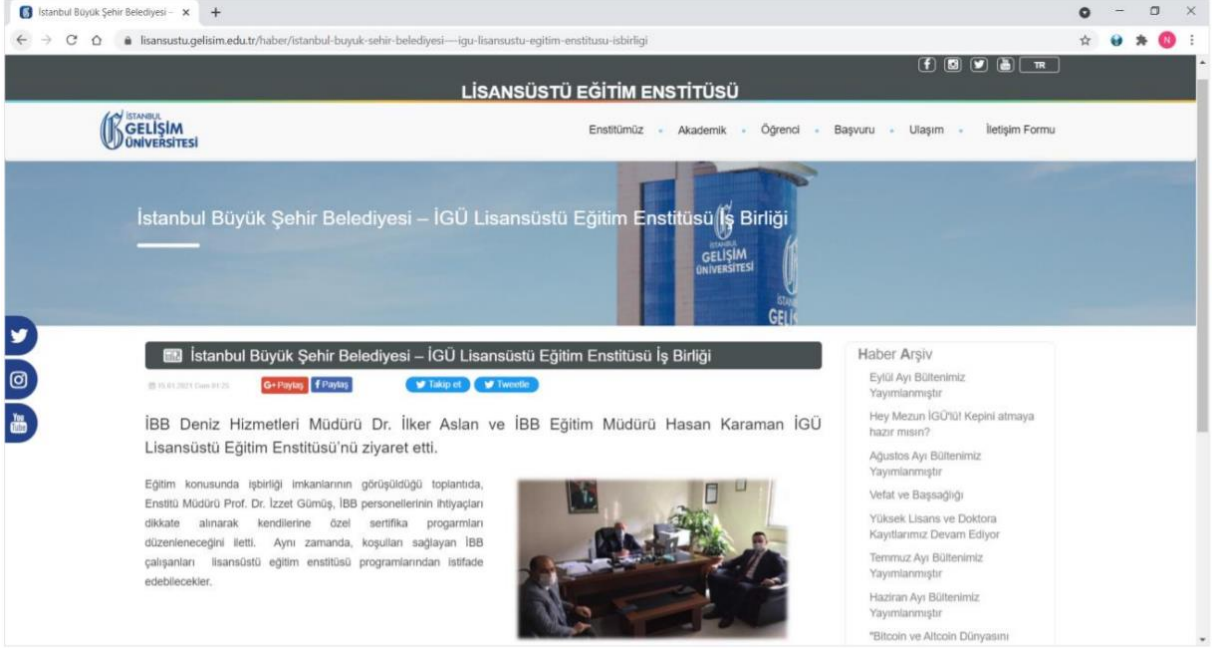 İstanbul Büyük Şehir Belediyesi -
lisansustu.gelisim.edu.tr/haber/istanbul-buyuk-sehir-belediyesi----igu-lisansustu-egitim-enstitusu-isbirligi
N
TR
LİSANSÜSTÜ EĞİTİM ENSTİTÜSÜ
İSTANBUL
GELİŞİM
ÜNİVERSİTESİ
Enstitümüz Akademik Öğrenci Başvuru Ulaşım İletişim Formu
İstanbul Büyük Şehir Belediyesi – İGÜ Lisansüstü Eğitim Enstitüsü İş Birliği
İSTANBUL
GELİŞİM
ÜNİVERSİTESİ
You
Tube
İstanbul Büyük Şehir Belediyesi – İGÜ Lisansüstü Eğitim Enstitüsü İş Birliği
15.01.2021 Cum 01:25
G+ Paylaş f Paylaş Takip et Tweetle
İBB Deniz Hizmetleri Müdürü Dr. İlker Aslan ve İBB Eğitim Müdürü Hasan Karaman İGÜ
Lisansüstü Eğitim Enstitüsü'nü ziyaret etti.
Eğitim konusunda işbirliği imkanlarının görüşüldüğü toplantıda,
Enstitü Müdürü Prof. Dr. İzzet Gümüş, İBB personellerinin ihtiyaçları
dikkate alınarak kendilerine özel sertifika progarmları
düzenleneceğini iletti. Aynı zamanda, koşulları sağlayan İBB
çalışanları lisansüstü eğitim enstitüsü programlarından istifade
edebilecekler.
Haber Arşiv
Eylül Ayı Bültenimiz
Yayımlanmıştır
Hey Mezun İGÜ'lü! Kepini atmaya
hazır mısın?
Ağustos Ayı Bültenimiz
Yayımlanmıştır
Vefat ve Başsağlığı
Yüksek Lisans ve Doktora
Kayıtlarımız Devam Ediyor
Temmuz Ayı Bültenimiz
Yayımlanmıştır
Haziran Ayı Bültenimiz
Yayımlanmıştır
"Bitcoin ve Altcoin Dünyasını